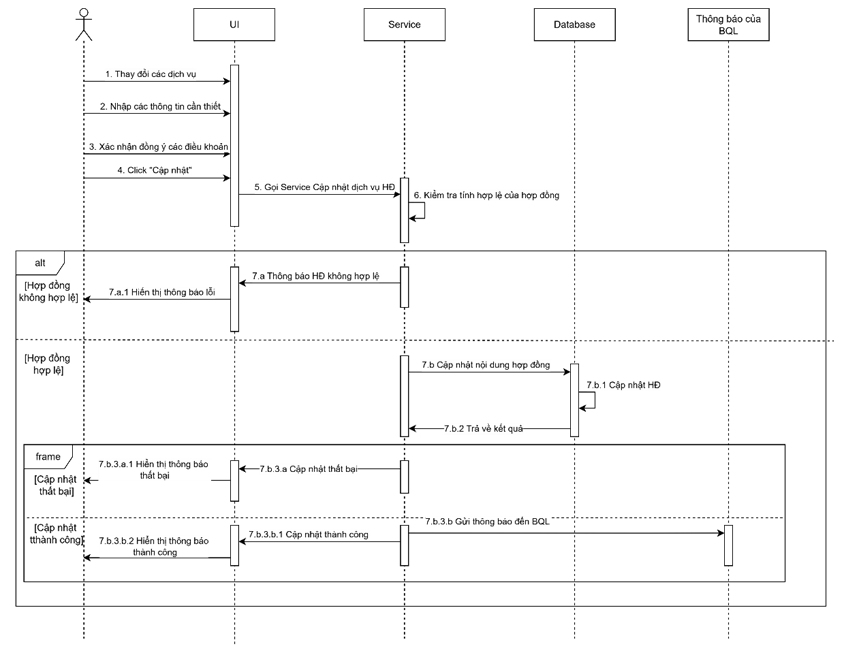 UI
Service
Database
Thông báo của
BQL
1. Thay đổi các dịch vụ
2. Nhập các thông tin cần thiết
3. Xác nhận đồng ý các điều khoản
4. Click "Cập nhật"
5. Gọi Service Cập nhật dịch vụ HĐ
6. Kiểm tra tính hợp lệ của hợp đồng
alt
[Hợp đồng
không hợp lệ]
7.a Thông báo HĐ không hợp lệ
7.a.1 Hiển thị thông báo lỗi
[Hợp đồng
hợp lệ]
7.b Cập nhật nội dung hợp đồng
7.b.1 Cập nhật HĐ
7.b.2 Trả về kết quả
frame
7.b.3.a.1 Hiển thị thông báo
thất bại
7.b.3.a Cập nhật thất bại
[Cập nhật
thất bại]
7.b.3.b Gửi thông báo đến BQL
[Cập nhật
tthành công]
7.b.3.b.1 Cập nhật thành công
7.b.3.b.2 Hiển thị thông báo
thành công